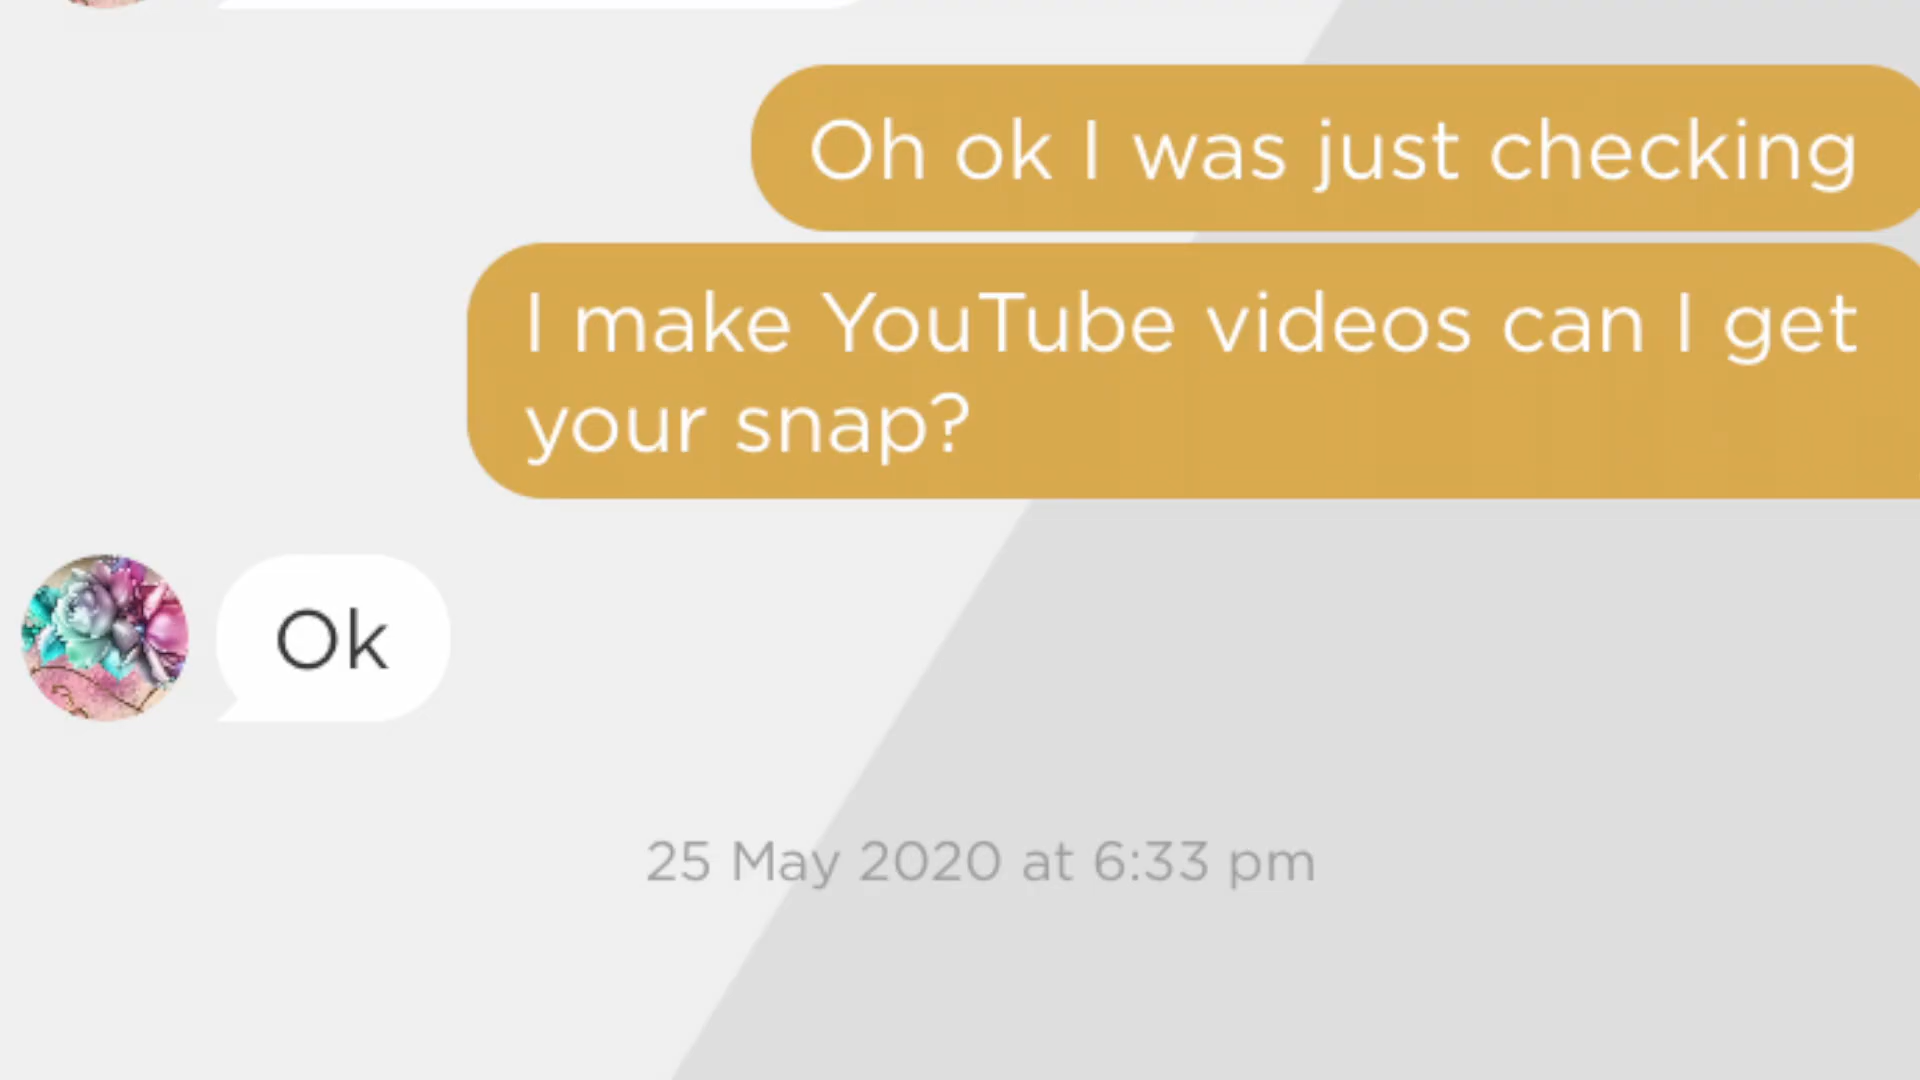 Oh ok I was just checking
I make YouTube videos can I get
your snap?
Ok
25 May 2020 at 6:33 pm